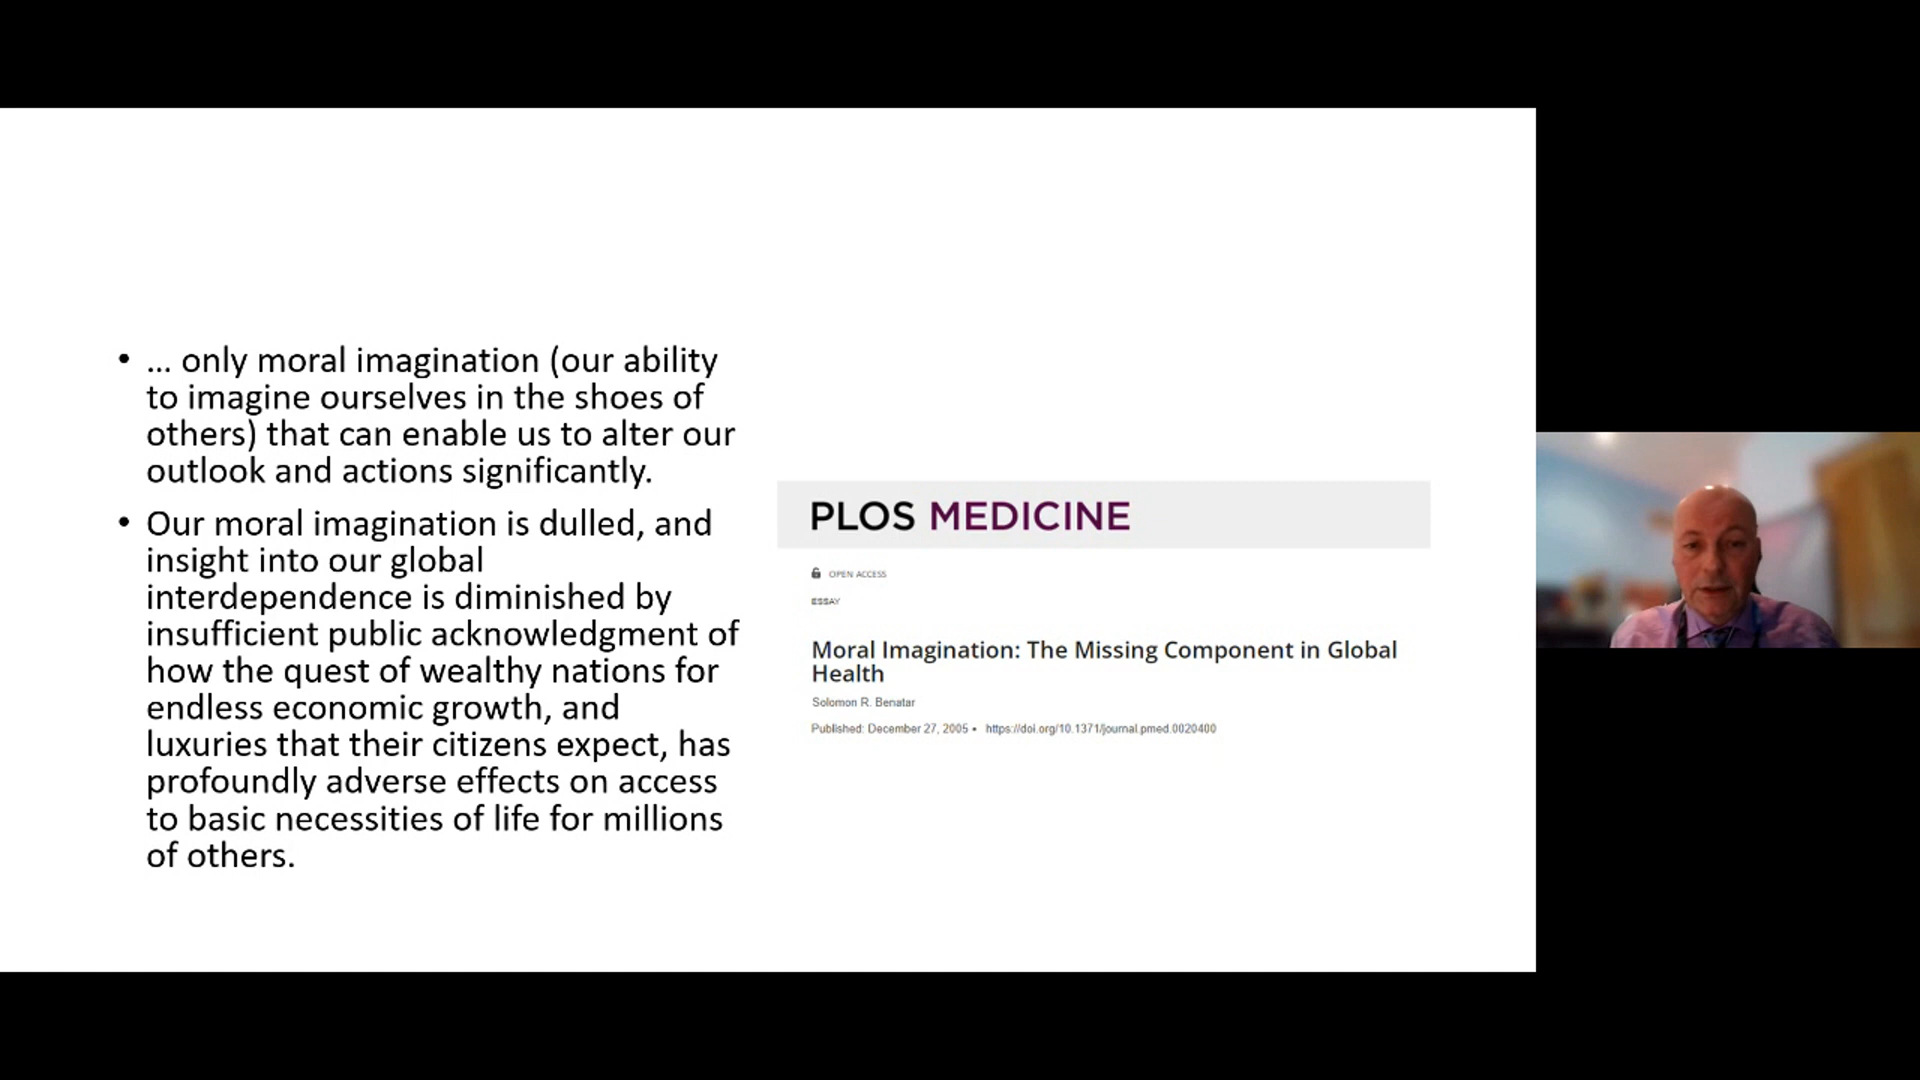 • ... only moral imagination (our ability
to imagine ourselves in the shoes of
others) that can enable us to alter our
outlook and actions significantly.
• Our moral imagination is dulled, and
insight into our global
interdependence is diminished by
insufficient public acknowledgment of
how the quest of wealthy nations for
endless economic growth, and
luxuries that their citizens expect, has
profoundly adverse effects on access
to basic necessities of life for millions
of others.
PLOS MEDICINE
OPEN ACCESS
ESSAY
Moral Imagination: The Missing Component in Global
Health
Solomon R. Benatar
Published: December 27, 2005 • https://doi.org/10.1371/journal.pmed.0020400